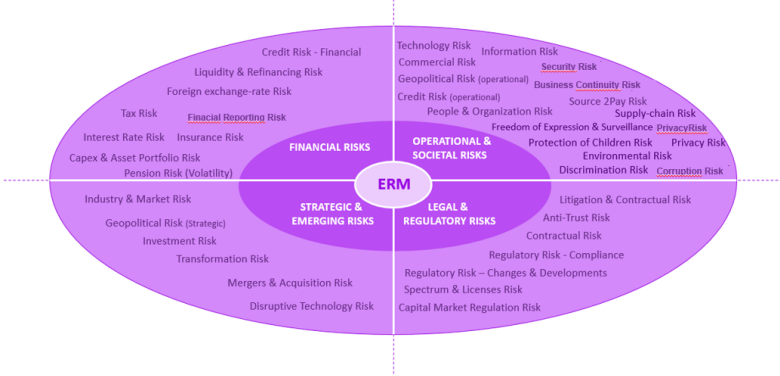 Credit Risk - Financial
Liquidity & Refinancing Risk
Foreign exchange-rate Risk
Tax Risk
Finacial Reporting Risk
Interest Rate Risk
Insurance Risk
Capex & Asset Portfolio Risk
Pension Risk (Volatility)
FINANCIAL RISKS
Technology Risk
Information Risk
Commercial Risk
Security Risk
Geopolitical Risk (operational)
Business Continuity Risk
Credit Risk (operational)
Source 2Pay Risk
People & Organization Risk
Supply-chain Risk
Freedom of Expression & Surveillance PrivacyRisk
Protection of Children Risk
Privacy Risk
Environmental Risk
Discrimination Risk
Corruption Risk
OPERATIONAL &
SOCIETAL RISKS
ERM
STRATEGIC &
EMERGING RISKS
Industry & Market Risk
Geopolitical Risk (Strategic)
Investment Risk
Transformation Risk
Mergers & Acquisition Risk
Disruptive Technology Risk
LEGAL &
REGULATORY RISKS
Litigation & Contractual Risk
Anti-Trust Risk
Contractual Risk
Regulatory Risk - Compliance
Regulatory Risk – Changes & Developments
Spectrum & Licenses Risk
Capital Market Regulation Risk